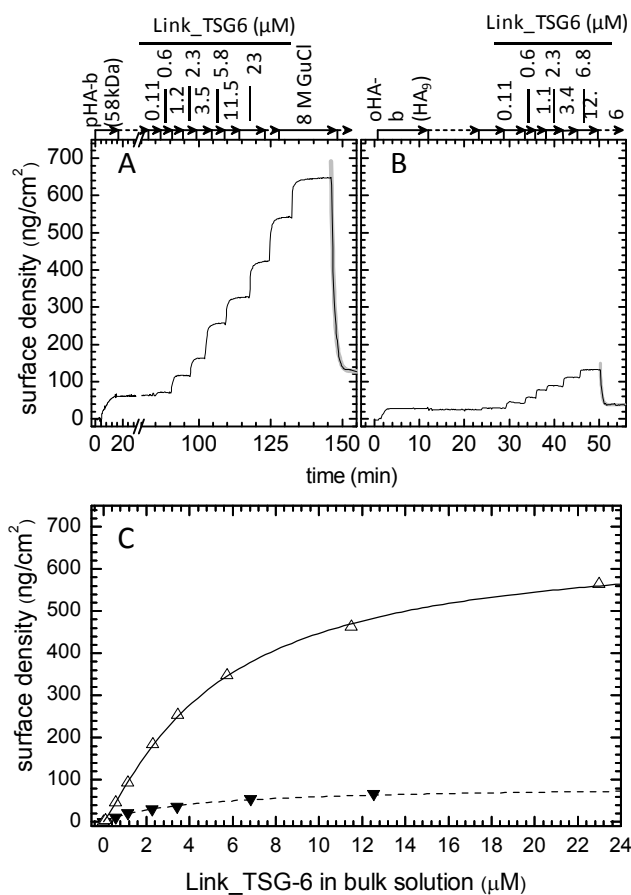 Link_TSG6 (μM)
pHA-b
(58kDa)
0.11
0.6
1.2
2.3
3.5
5.8
11.5
23
8 M GuCl
Link_TSG6 (μM)
oHA-
b (HA9)
0.11
0.6
1.1
2.3
3.4
6.8
12.
6
A
B
700
600
500
400
300
200
100
0
surface density (ng/cm²)
0 20 100 125 150 0 10 20 30 40 50
time (min)
C
700
600
500
400
300
200
100
0
surface density (ng/cm²)
0 2 4 6 8 10 12 14 16 18 20 22 24
Link_TSG-6 in bulk solution (μM)